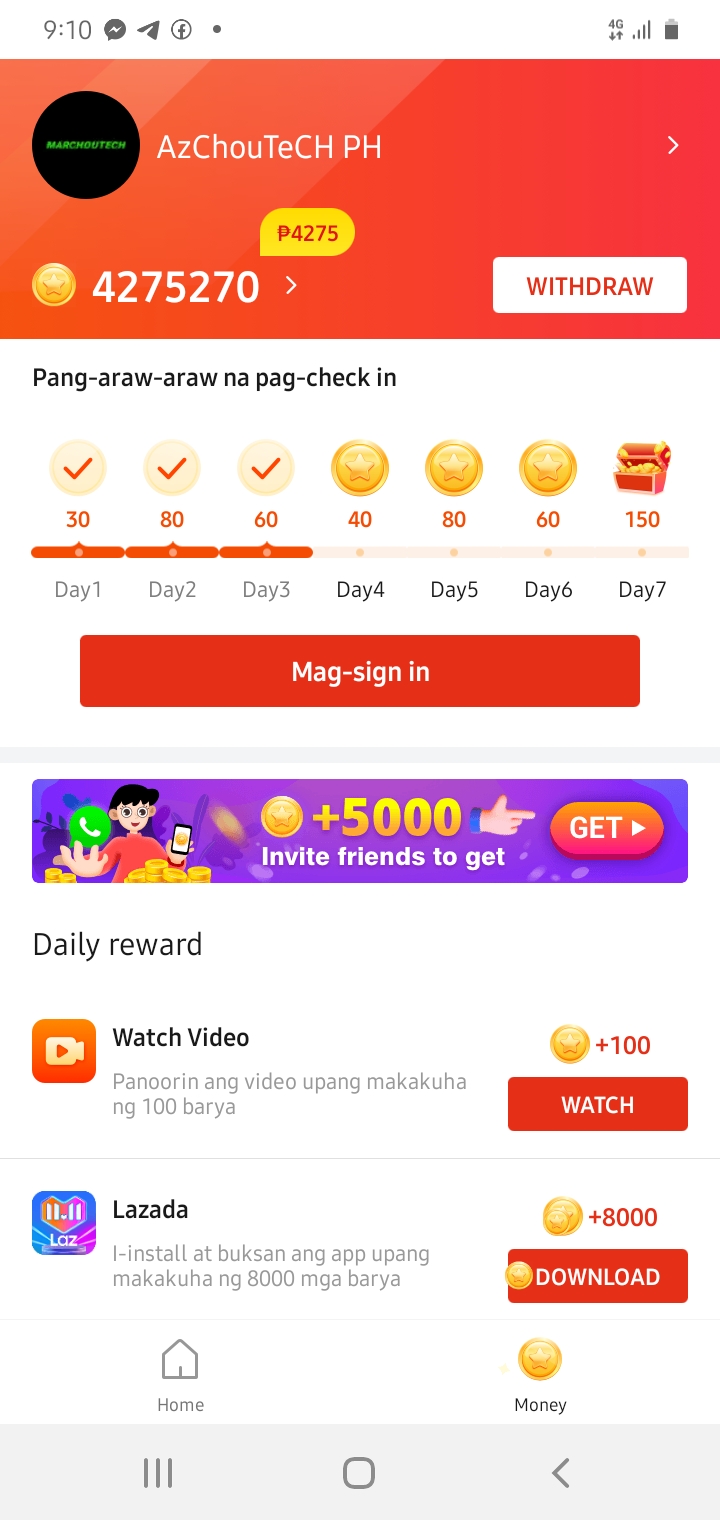 9:10
4G
MARCHOUTECH
AzChouTeCH PH
₱4275
4275270
WITHDRAW
Pang-araw-araw na pag-check in
30 80 60 40 80 60 150
Day1 Day2 Day3 Day4 Day5 Day6 Day7
Mag-sign in
+5000
Invite friends to get
GET
Daily reward
Watch Video
+100
Panoorin ang video upang makakuha
ng 100 barya
WATCH
11.11
Laz
Lazada
+8000
I-install at buksan ang app upang
makakuha ng 8000 mga barya
DOWNLOAD
Home
Money